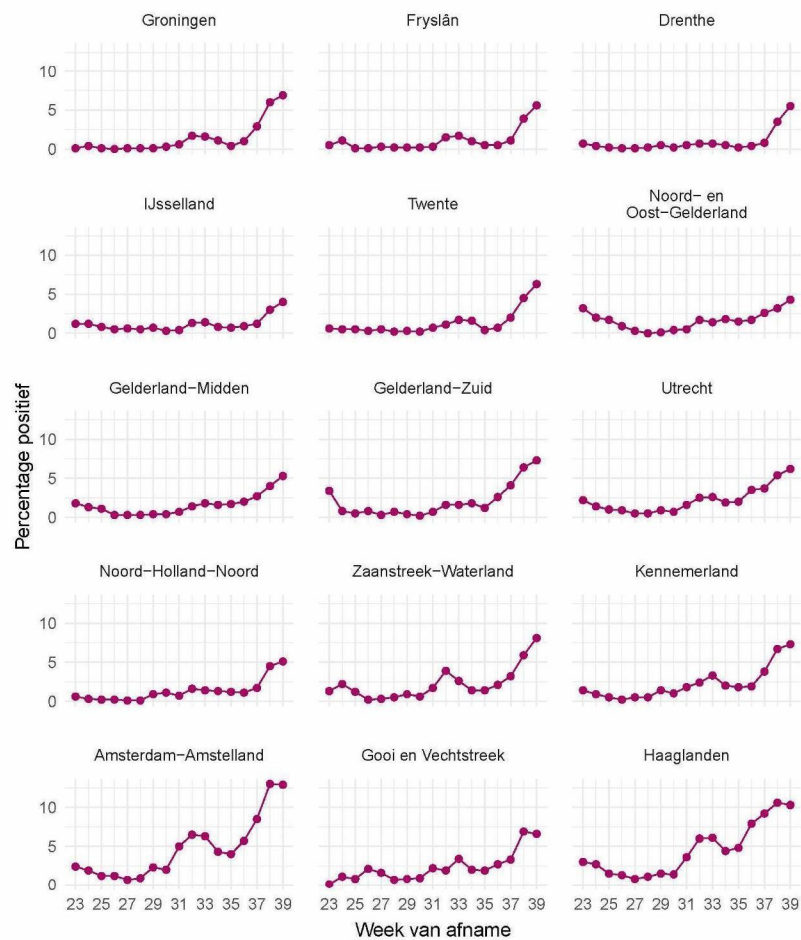 Groningen
Fryslân
Drenthe
10
5
0
IJsselland
Twente
Noord- en
Oost-Gelderland
10
5
0
Percentage positief
Gelderland-Midden
Gelderland-Zuid
Utrecht
10
5
0
Noord-Holland-Noord
Zaanstreek-Waterland
Kennemerland
10
5
0
Amsterdam-Amstelland
Gooi en Vechtstreek
Haaglanden
10
5
0
23 25 27 29 31 33 35 37 39
23 25 27 29 31 33 35 37 39
23 25 27 29 31 33 35 37 39
Week van afname